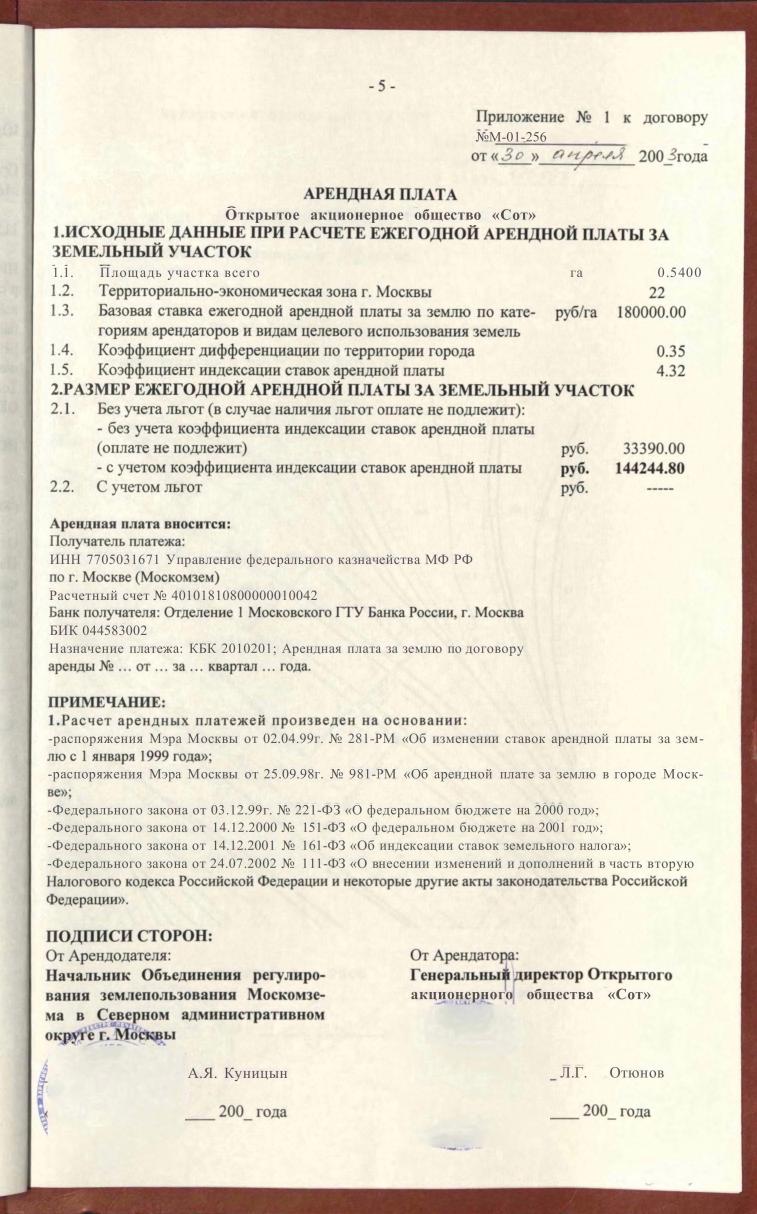 - 5 -
Приложение № 1 к договору
№М-01-256
от «30» апреля 2003года
АРЕНДНАЯ ПЛАТА
Открытое акционерное общество «Сот»
1.ИСХОДНЫЕ ДАННЫЕ ПРИ РАСЧЕТЕ ЕЖЕГОДНОЙ АРЕНДНОЙ ПЛАТЫ ЗА
ЗЕМЕЛЬНЫЙ УЧАСТОК
1.1. Площадь участка всего га 0.5400
1.2. Территориально-экономическая зона г. Москвы 22
1.3. Базовая ставка ежегодной арендной платы за землю по кате- руб/га 180000.00
гориям арендаторов и видам целевого использования земель
1.4. Коэффициент дифференциации по территории города 0.35
1.5. Коэффициент индексации ставок арендной платы 4.32
2.РАЗМЕР ЕЖЕГОДНОЙ АРЕНДНОЙ ПЛАТЫ ЗА ЗЕМЕЛЬНЫЙ УЧАСТОК
2.1. Без учета льгот (в случае наличия льгот оплате не подлежит):
- без учета коэффициента индексации ставок арендной платы
(оплате не подлежит) руб. 33390.00
- с учетом коэффициента индексации ставок арендной платы руб. 144244.80
2.2. С учетом льгот руб. -----
Арендная плата вносится:
Получатель платежа:
ИНН 7705031671 Управление федерального казначейства МФ РФ
по г. Москве (Москомзем)
Расчетный счет № 40101810800000010042
Банк получателя: Отделение 1 Московского ГТУ Банка России, г. Москва
БИК 044583002
Назначение платежа: КБК 2010201; Арендная плата за землю по договору
аренды № ... от ... за ... квартал ... года.
ПРИМЕЧАНИЕ:
1.Расчет арендных платежей произведен на основании:
-распоряжения Мэра Москвы от 02.04.99г. № 281-РМ «Об изменении ставок арендной платы за зем-
лю с 1 января 1999 года»;
-распоряжения Мэра Москвы от 25.09.98г. № 981-РМ «Об арендной плате за землю в городе Моск-
ве»;
-Федерального закона от 03.12.99г. № 221-ФЗ «О федеральном бюджете на 2000 год»;
-Федерального закона от 14.12.2000 № 151-ФЗ «О федеральном бюджете на 2001 год»;
-Федерального закона от 14.12.2001 № 161-ФЗ «Об индексации ставок земельного налога»;
-Федерального закона от 24.07.2002 № 111-ФЗ «О внесении изменений и дополнений в часть вторую
Налогового кодекса Российской Федерации и некоторые другие акты законодательства Российской
Федерации».
ПОДПИСИ СТОРОН:
От Арендодателя: От Арендатора:
Начальник Объединения регулиро- Генеральный директор Открытого
вания землепользования Москомзе- акционерного общества «Сот»
ма в Северном административном
округе г. Москвы
А.Я. Куницын _ Л.Г. Отюнов
____ 200_ года ____ 200_ года